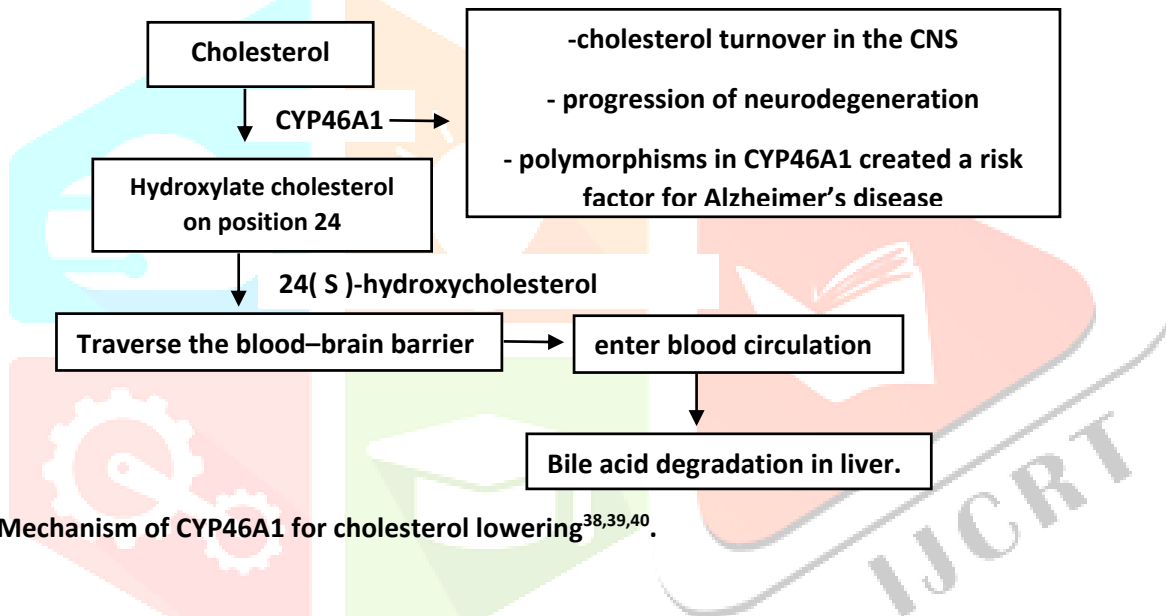 Cholesterol
CYP46A1
-cholesterol turnover in the CNS
- progression of neurodegeneration
- polymorphisms in CYP46A1 created a risk
factor for Alzheimer's disease
Hydroxylate cholesterol
on position 24
24( S )-hydroxycholesterol
Traverse the blood–brain barrier
enter blood circulation
Bile acid degradation in liver.
Mechanism of CYP46A1 for cholesterol lowering38,39,40.
IJCRT